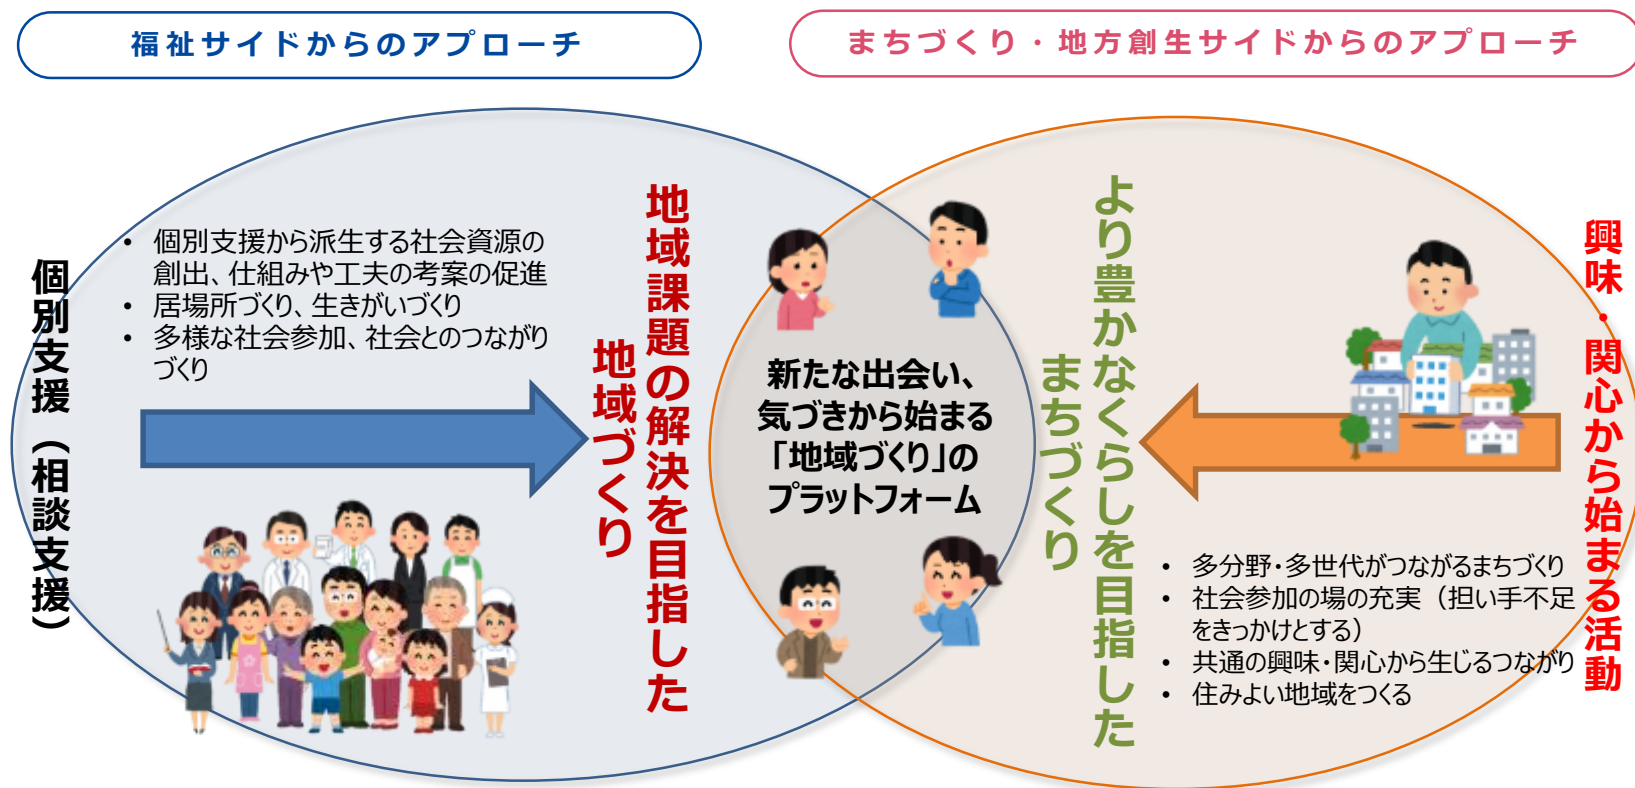 福祉サイドからのアプローチ
まちづくり・地方創生サイドからのアプローチ
個別支援（相談支援）
• 個別支援から派生する社会資源の
創出、仕組みや工夫の考案の促進
• 居場所づくり、生きがいづくり
• 多様な社会参加、社会とのつながり
づくり
地域課題の解決を目指した
地域づくり
新たな出会い、
気づきから始まる
「地域づくり」の
プラットフォーム
より豊かなくらしを目指した
まちづくり
興味・関心から始まる活動
• 多分野・多世代がつながるまちづくり
• 社会参加の場の充実（担い手不足
をきっかけとする）
• 共通の興味・関心から生じるつながり
• 住みよい地域をつくる